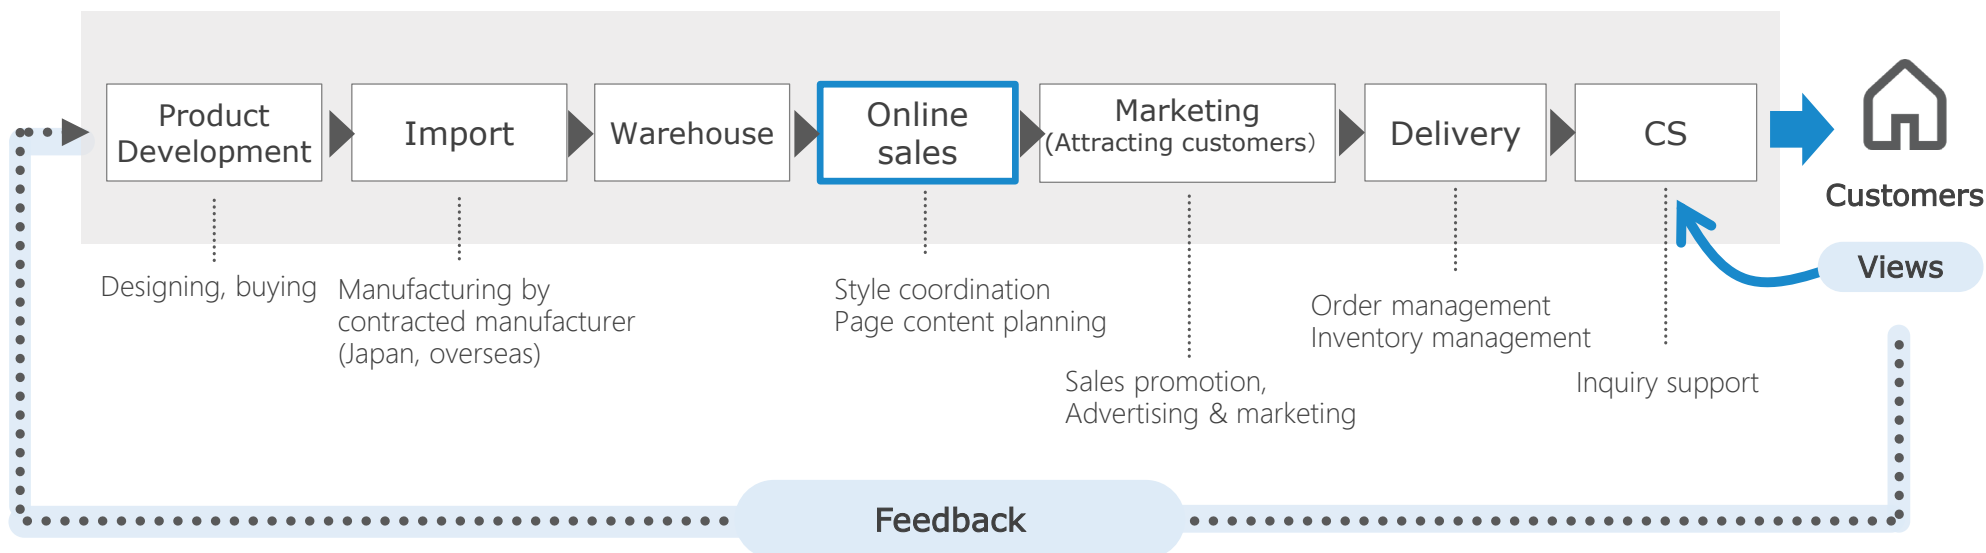 Product
Development
Import
Warehouse
Online
sales
Marketing
(Attracting customers)
Delivery
CS
Customers
Views
Designing, buying
Manufacturing by
contracted manufacturer
(Japan, overseas)
Style coordination
Page content planning
Sales promotion,
Advertising & marketing
Order management
Inventory management
Inquiry support
Feedback